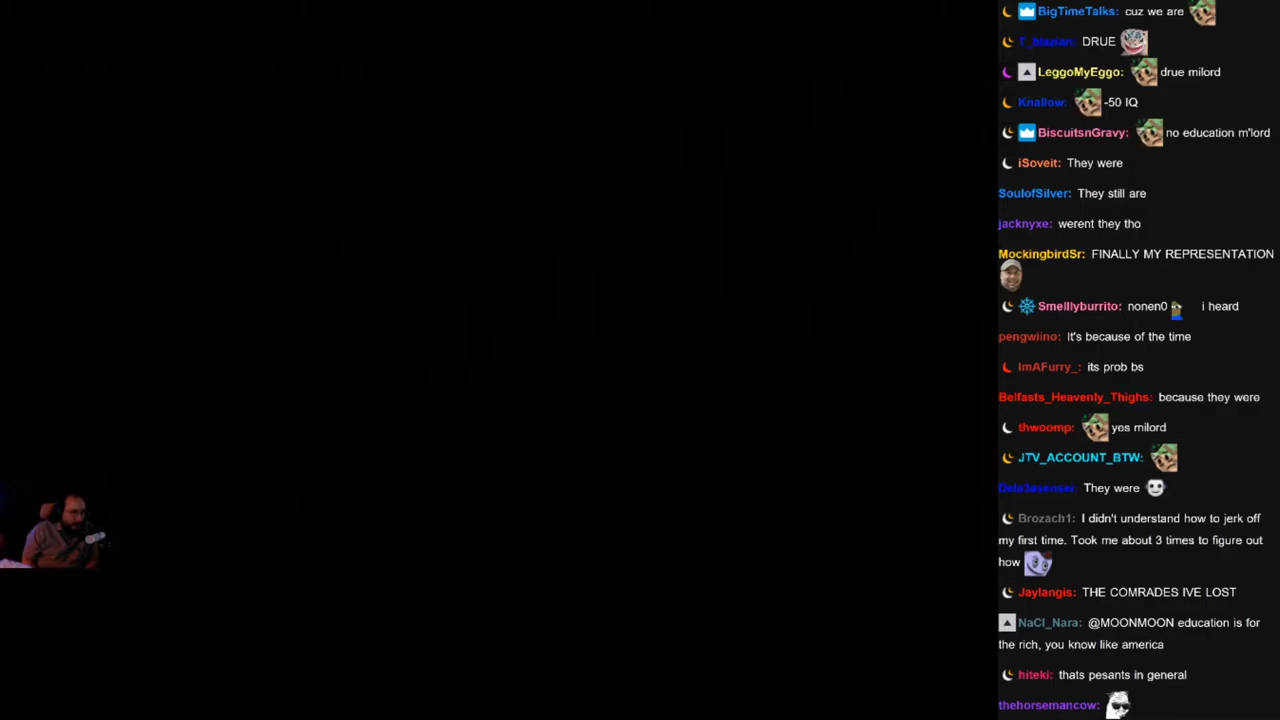 BigTimeTalks: cuz we are
T_blazian: DRUE
LeggoMyEggo: drue milord
Knallow: -50 IQ
BiscuitsnGravy: no education m'lord
iSoveit: They were
SoulofSilver: They still are
jacknyxe: werent they tho
MockingbirdSr: FINALLY MY REPRESENTATION
Smelllyburrito: nonen0 i heard
pengwiino: It's because of the time
ImAFurry_: its prob bs
Belfasts_Heavenly_Thighs: because they were
thwoomp: yes milord
JTV_ACCOUNT_BTW:
They were
Brozach1: I didn't understand how to jerk off
my first time. Took me about 3 times to figure out
how
Jaylangis: THE COMRADES IVE LOST
NaCl_Nara: @MOONMOON education is for
the rich, you know like america
hiteki: thats pesants in general
thehorsemancow: